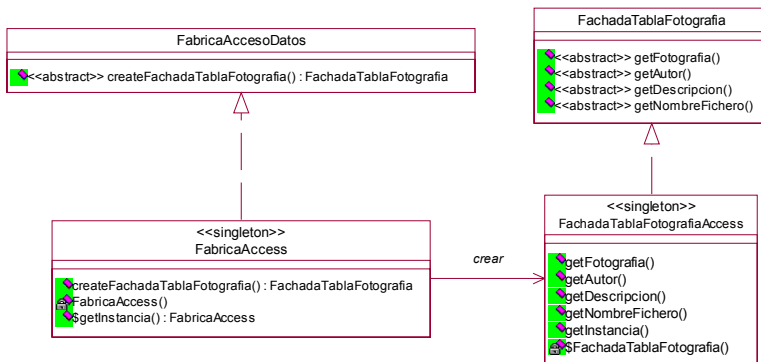 FabricaAccesoDatos
<<abstract>> createFachadaTablaFotografia() : FachadaTablaFotografia
FachadaTablaFotografia
<<abstract>> getFotografia()
<<abstract>> getAutor()
<<abstract>> getDescripcion()
<<abstract>> getNombreFichero()
<<singleton>>
FabricaAccess
createFachadaTablaFotografia() : FachadaTablaFotografia
FabricaAccess()
$getInstancia() : FabricaAccess
crear
<<singleton>>
FachadaTablaFotografiaAccess
getFotografia()
getAutor()
getDescripcion()
getNombreFichero()
getInstancia()
$FachadaTablaFotografia()